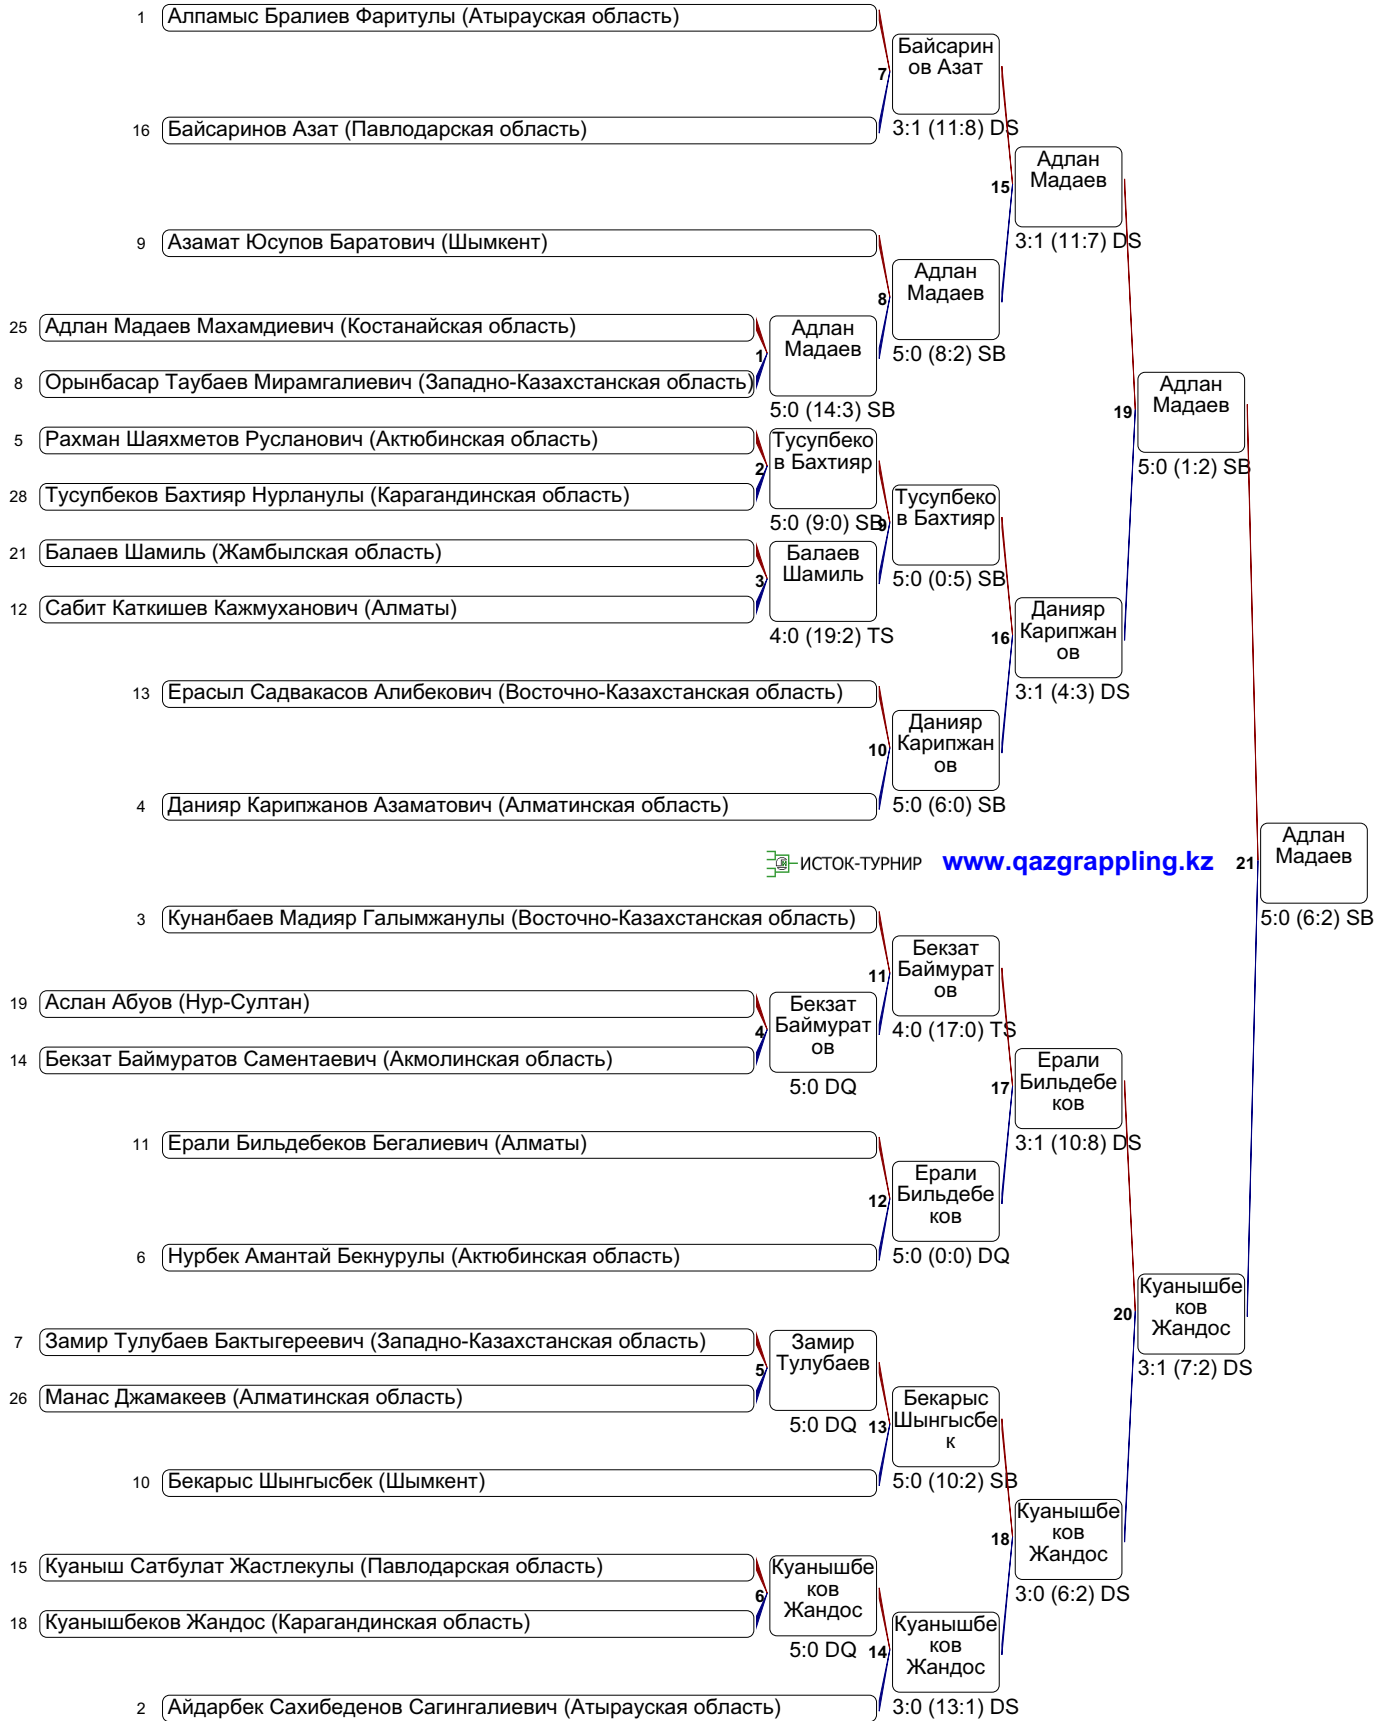 1 Алпамыс Бралиев Фаритулы (Атырауская область)
Байсарин
ов Азат
7
16 Байсаринов Азат (Павлодарская область)
3:1 (11:8) DS
Адлан
Мадаев
15
9 Азамат Юсупов Баратович (Шымкент)
3:1 (11:7) DS
Адлан
Мадаев
8
25 Адлан Мадаев Махамдиевич (Костанайская область)
Адлан
Мадаев
1
5:0 (8:2) SB
8 Орынбасар Таубаев Мирамгалиевич (Западно-Казахстанская область)
Адлан
Мадаев
19
5:0 (14:3) SB
5 Рахман Шаяхметов Русланович (Актюбинская область)
Тусупбеко
в Бахтияр
2
5:0 (1:2) SB
28 Тусупбеков Бахтияр Нурланулы (Карагандинская область)
Тусупбеко
в Бахтияр
5:0 (9:0) SB
9
21 Балаев Шамиль (Жамбылская область)
Балаев
Шамиль
3
5:0 (0:5) SB
12 Сабит Каткишев Кажмуханович (Алматы)
Данияр
Карипжан
ов
16
4:0 (19:2) TS
13 Ерасыл Садвакасов Алибекович (Восточно-Казахстанская область)
3:1 (4:3) DS
Данияр
Карипжан
ов
10
4 Данияр Карипжанов Азаматович (Алматинская область)
5:0 (6:0) SB
ИСТОК-ТУРНИР www.qazgrappling.kz
21
Адлан
Мадаев
3 Кунанбаев Мадияр Галымжанулы (Восточно-Казахстанская область)
5:0 (6:2) SB
Бекзат
Баймурат
ов
11
19 Аслан Абуов (Нур-Султан)
Бекзат
Баймурат
ов
4
4:0 (17:0) TS
14 Бекзат Баймуратов Саментаевич (Акмолинская область)
5:0 DQ
Ерали
Бильдебе
ков
17
11 Ерали Бильдебеков Бегалиевич (Алматы)
3:1 (10:8) DS
Ерали
Бильдебе
ков
12
6 Нурбек Амантай Бекнурулы (Актюбинская область)
5:0 (0:0) DQ
Куанышбе
ков
Жандос
20
7 Замир Тулубаев Бактыгереевич (Западно-Казахстанская область)
Замир
Тулубаев
5
3:1 (7:2) DS
26 Манас Джамакеев (Алматинская область)
Бекарыс
Шынгысбе
к
5:0 DQ
13
10 Бекарыс Шынгысбек (Шымкент)
5:0 (10:2) SB
Куанышбе
ков
Жандос
18
15 Куаныш Сатбулат Жастлекулы (Павлодарская область)
Куанышбе
ков
Жандос
6
3:0 (6:2) DS
18 Куанышбеков Жандос (Карагандинская область)
Куанышбе
ков
Жандос
5:0 DQ
14
2 Айдарбек Сахибеденов Сагингалиевич (Атырауская область)
3:0 (13:1) DS